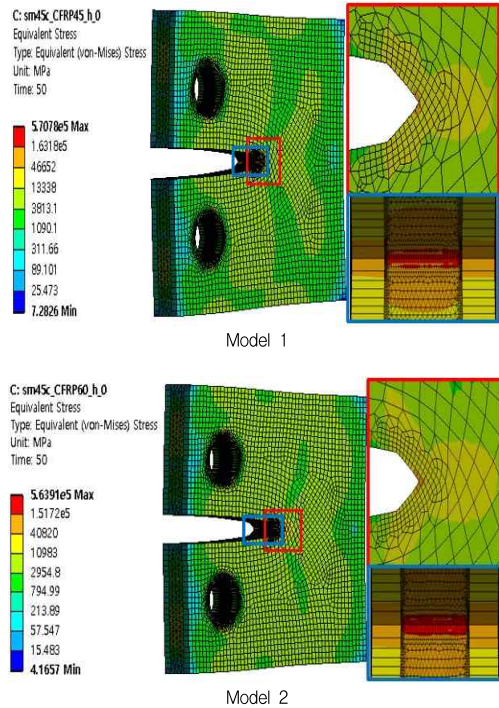 C: sm45c_CFRP45_h_0
Equivalent Stress
Type: Equivalent (von-Mises) Stress
Unit: MPa
Time: 50
5.7078e5 Max
1.6318e5
46652
13338
3813.1
1090.1
311.66
89.101
25.473
7.2826 Min
Model 1
C: sm45c_CFRP60_h_0
Equivalent Stress
Type: Equivalent (von-Mises) Stress
Unit: MPa
Time: 50
5.6391e5 Max
1.5172e5
40820
10983
2954.8
794.99
213.89
57.547
15.483
4.1657 Min
Model 2